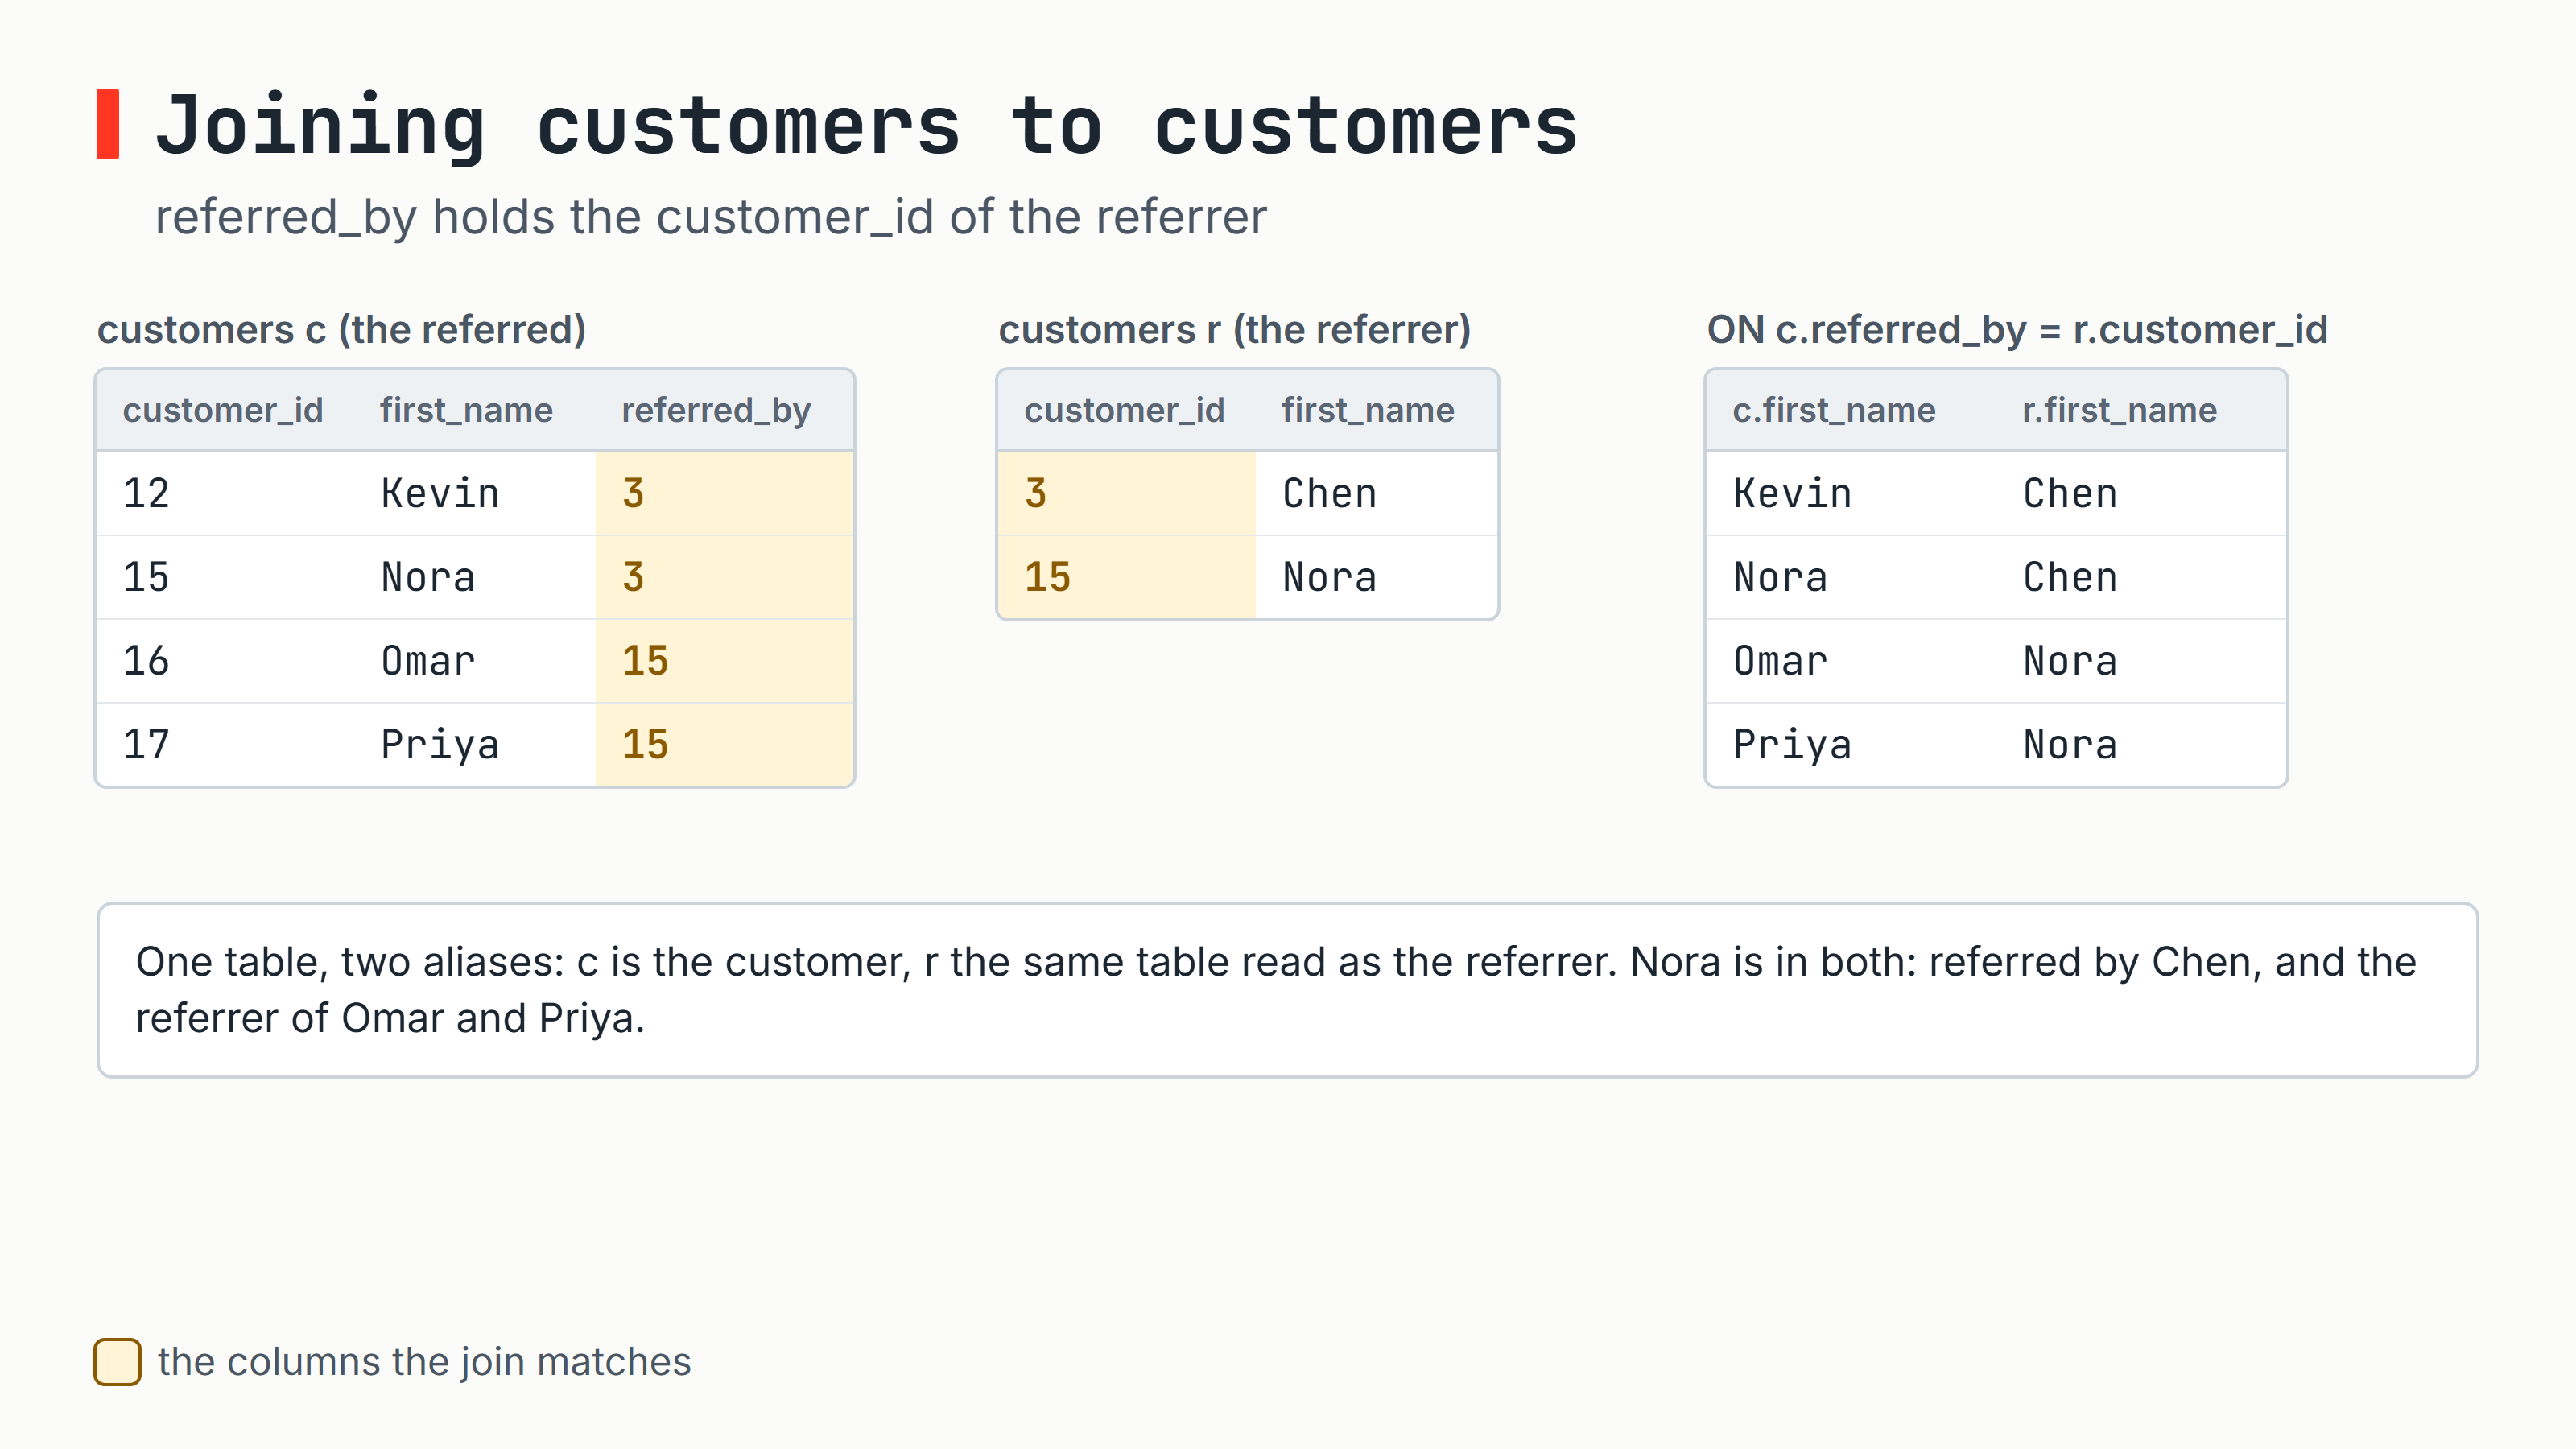 Joining customers to customers
referred_by holds the customer_id of the referrer
customers c (the referred)
customer_id first_name referred_by
12 Kevin 3
15 Nora 3
16 Omar 15
17 Priya 15
customers r (the referrer)
customer_id first_name
3 Chen
15 Nora
ON c.referred_by = r.customer_id
c.first_name r.first_name
Kevin Chen
Nora Chen
Omar Nora
Priya Nora
One table, two aliases: c is the customer, r the same table read as the referrer. Nora is in both: referred by Chen, and the
referrer of Omar and Priya.
the columns the join matches